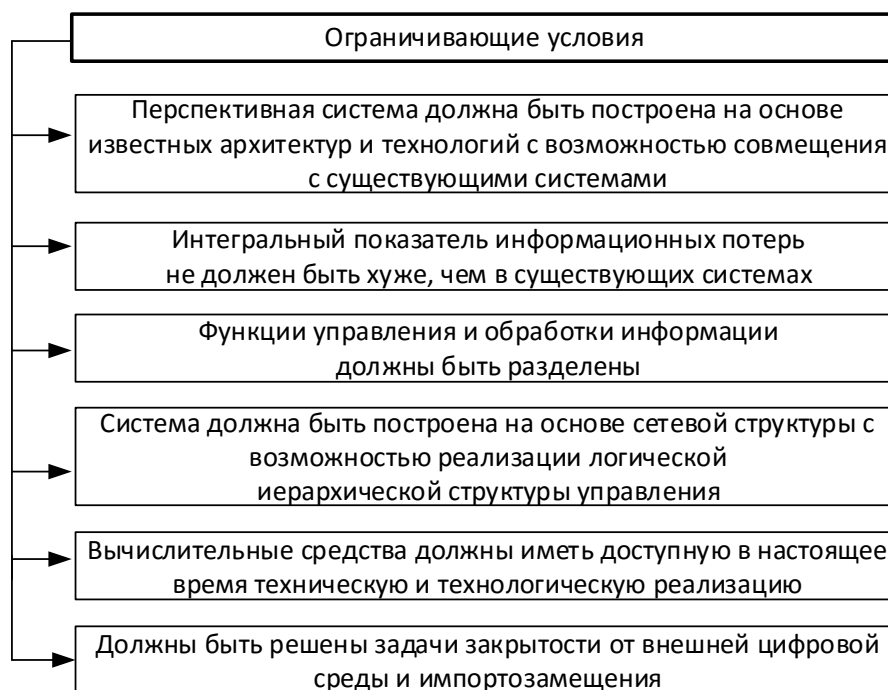 Ограничивающие условия
Перспективная система должна быть построена на основе
известных архитектур и технологий с возможностью совмещения
с существующими системами
Интегральный показатель информационных потерь
не должен быть хуже, чем в существующих системах
Функции управления и обработки информации
должны быть разделены
Система должна быть построена на основе сетевой структуры с
возможностью реализации логической
иерархической структуры управления
Вычислительные средства должны иметь доступную в настоящее
время техническую и технологическую реализацию
Должны быть решены задачи закрытости от внешней цифровой
среды и импортозамещения